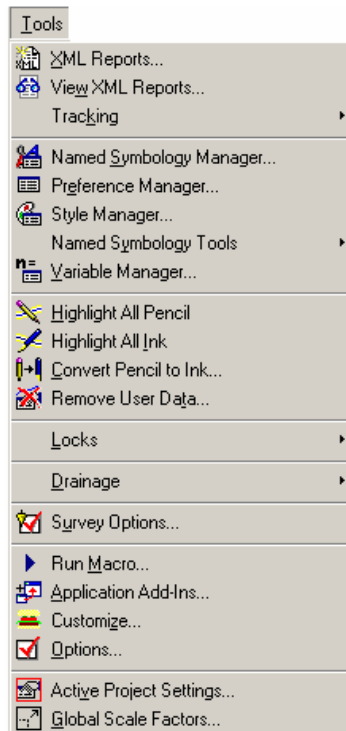 Tools
XML Reports...
View XML Reports...
Tracking
Named Symbology Manager...
Preference Manager...
Style Manager...
Named Symbology Tools
n=
Variable Manager...
Highlight All Pencil
Highlight All Ink
Convert Pencil to Ink...
Remove User Data...
Locks
Drainage
Survey Options...
Run Macro...
Application Add-Ins...
Customize...
Options...
Active Project Settings...
Global Scale Factors...